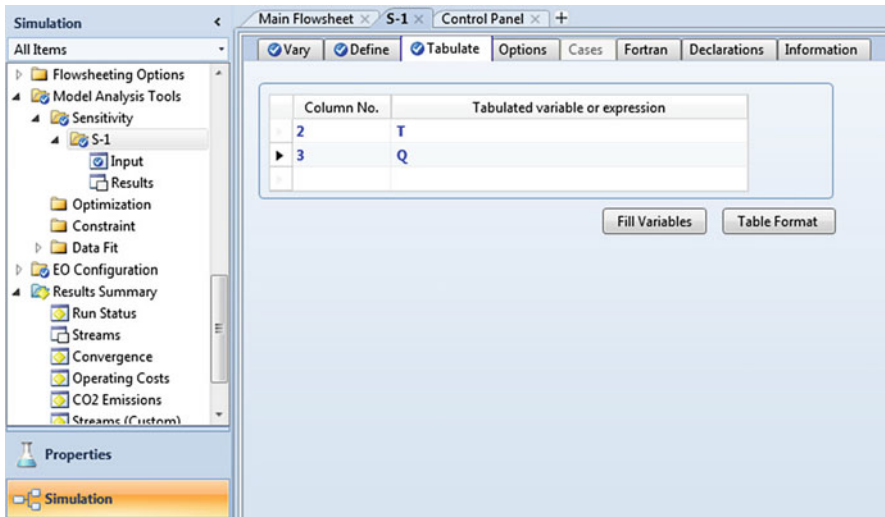 Simulation
All Items
Flowsheeting Options
Model Analysis Tools
Sensitivity
S-1
Input
Results
Optimization
Constraint
Data Fit
EO Configuration
Results Summary
Run Status
Streams
Convergence
Operating Costs
CO2 Emissions
Streams (Custom)
Properties
Simulation
Main Flowsheet S-1 Control Panel +
Vary Define Tabulate Options Cases Fortran Declarations Information
Column No. Tabulated variable or expression
2 T
3 Q
Fill Variables Table Format